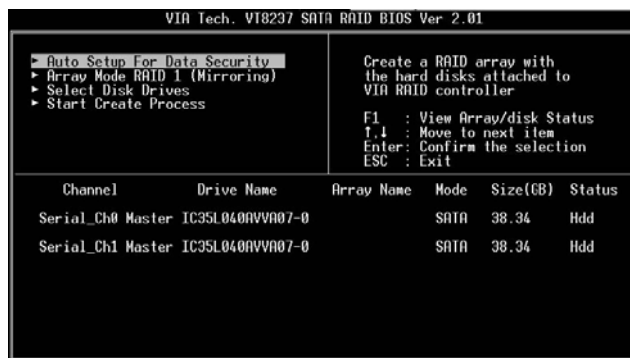 VIA Tech. VT8237 SATA RAID BIOS Ver 2.01
► Auto Setup For Data Security
► Array Mode RAID 1 (Mirroring)
► Select Disk Drives
► Start Create Process
Create a RAID array with
the hard disks attached to
VIA RAID controller
F1 : View Array/disk Status
↑,↓ : Move to next item
Enter: Confirm the selection
ESC : Exit
Channel Drive Name Array Name Mode Size(GB) Status
Serial_Ch0 Master IC35L040AVVA07-0 SATA 38.34 Hdd
Serial_Ch1 Master IC35L040AVVA07-0 SATA 38.34 Hdd